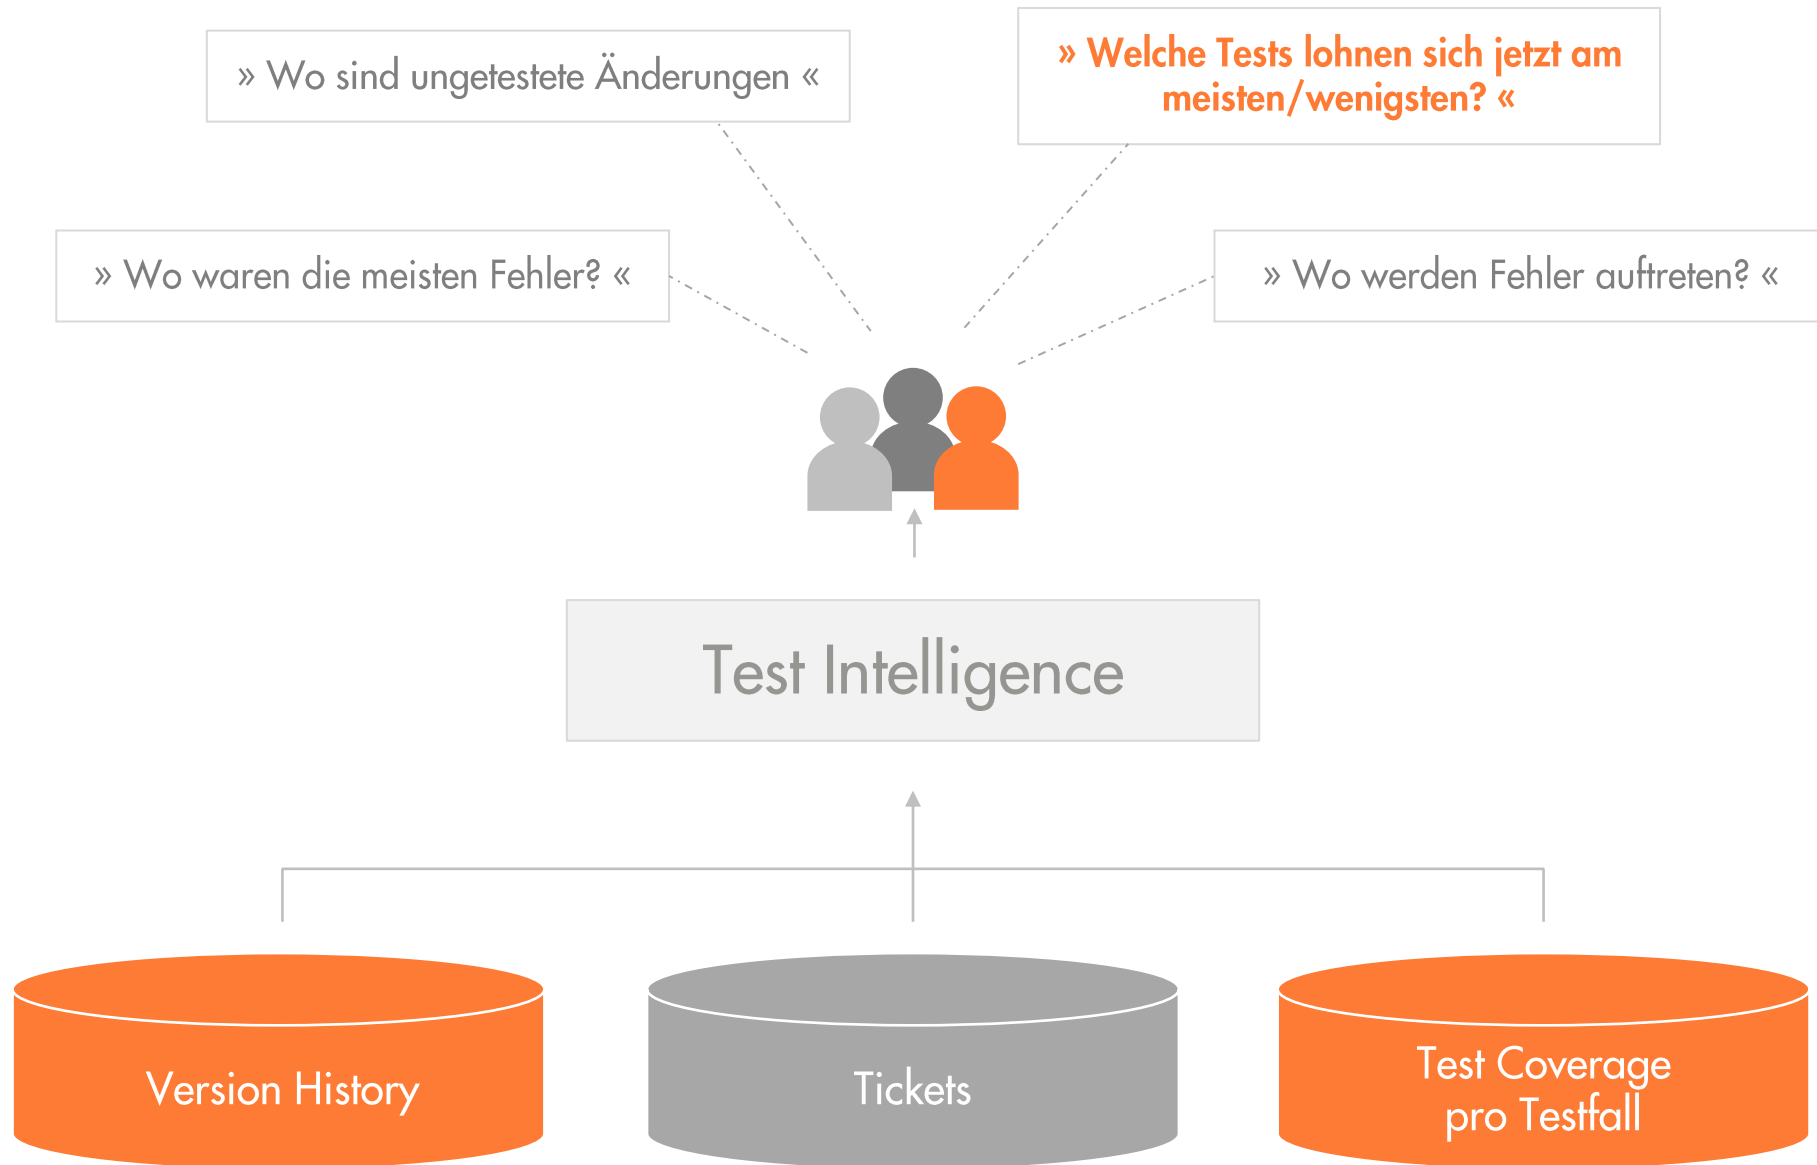 » Wo sind ungetestete Änderungen «
» Welche Tests lohnen sich jetzt am
meisten/wenigsten? «
» Wo waren die meisten Fehler? «
» Wo werden Fehler auftreten? «
Test Intelligence
Version History
Tickets
Test Coverage
pro Testfall